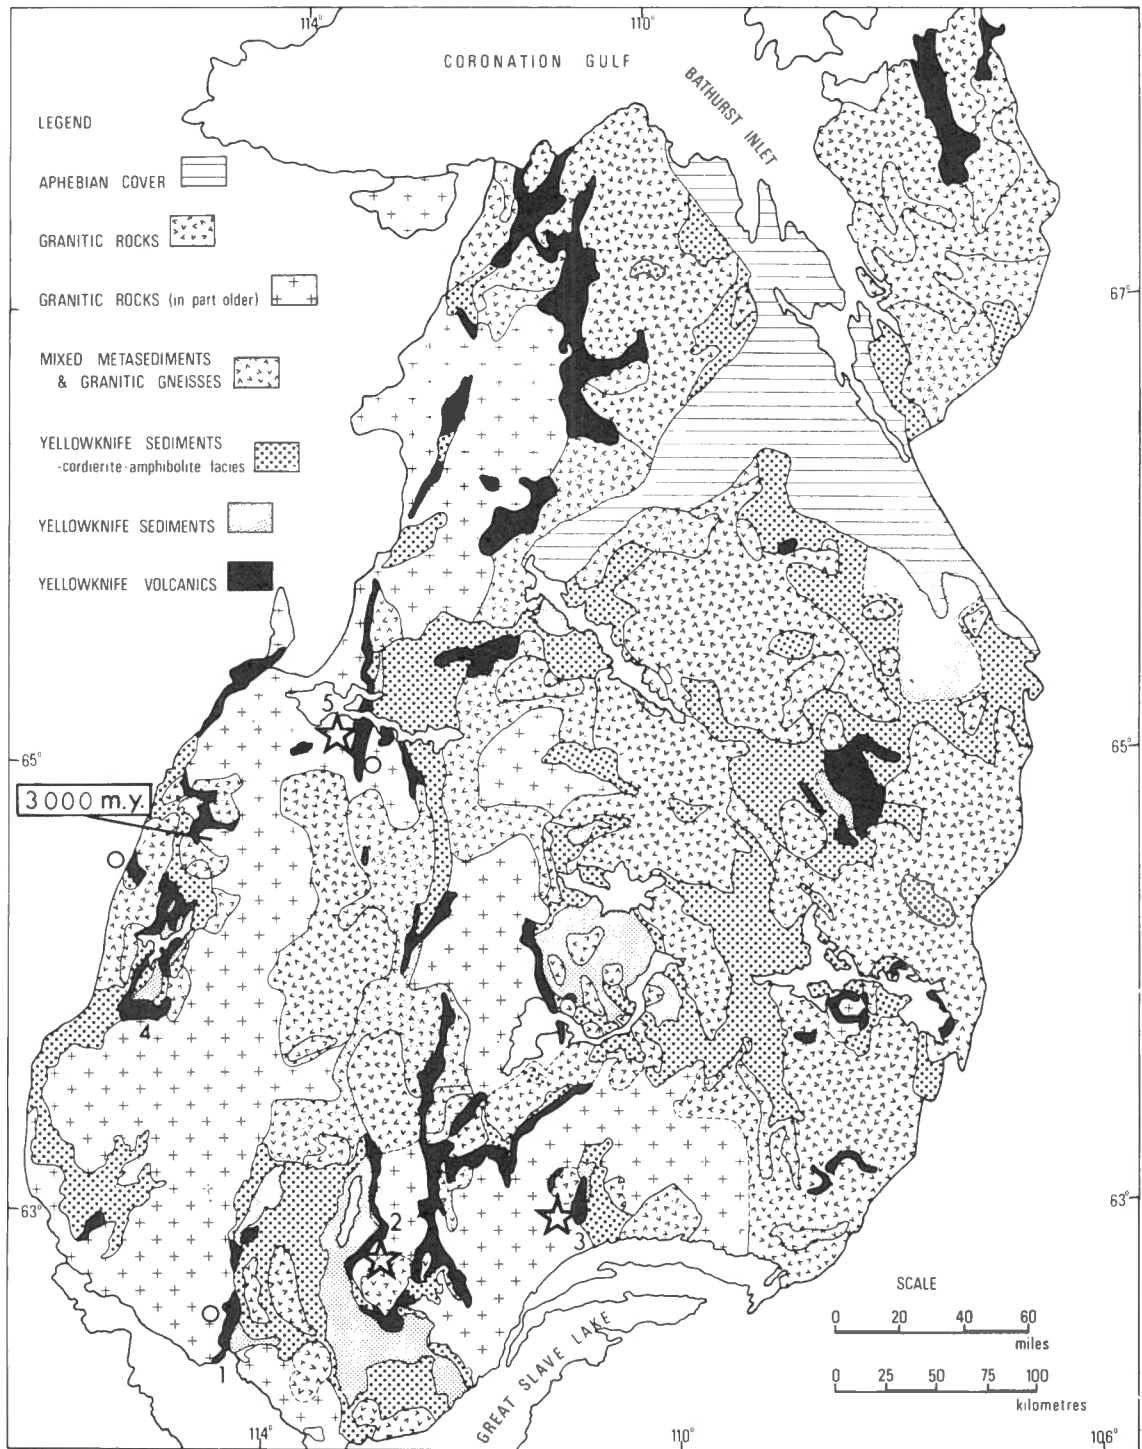 114°
110°
CORONATION GULF
BATHURST INLET
LEGEND
APHEBIAN COVER
GRANITIC ROCKS
GRANITIC ROCKS (in part older)
67°
MIXED METASEDIMENTS
& GRANITIC GNEISSES
YELLOWKNIFE SEDIMENTS
-cordierite-amphibolite facies
YELLOWKNIFE SEDIMENTS
YELLOWKNIFE VOLCANICS
5
65°
65°
3000 m.y.
4
63°
63°
2
3
1
GREAT SLAVE LAKE
SCALE
0 20 40 60
miles
0 25 50 75 100
kilometres
114°
110°
106°